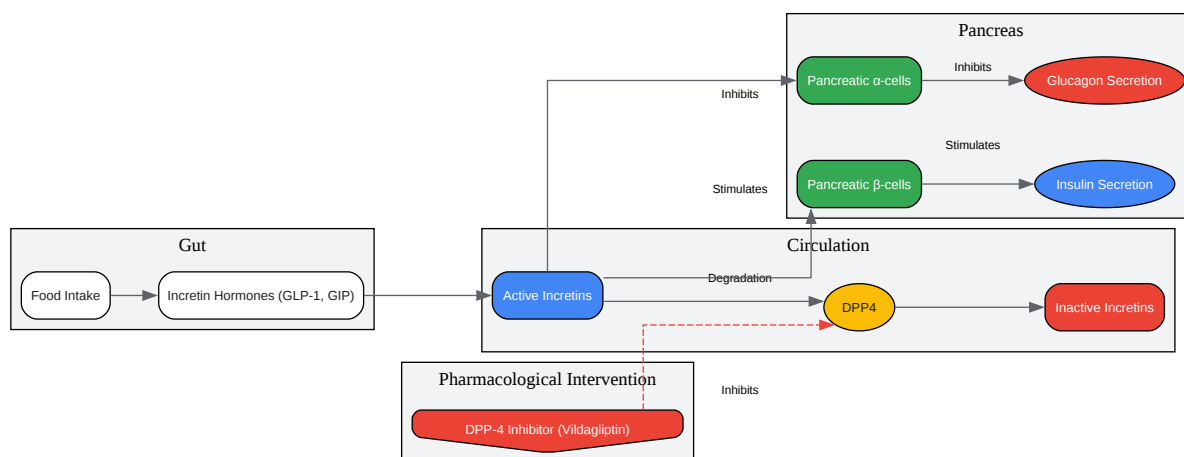 Pancreas
Pancreatic α-cells
Inhibits
Glucagon Secretion
Inhibits
Stimulates
Pancreatic β-cells
Insulin Secretion
Stimulates
Gut
Food Intake
Incretin Hormones (GLP-1, GIP)
Circulation
Active Incretins
Degradation
DPP4
Inactive Incretins
Pharmacological Intervention
Inhibits
DPP-4 Inhibitor (Vildagliptin)